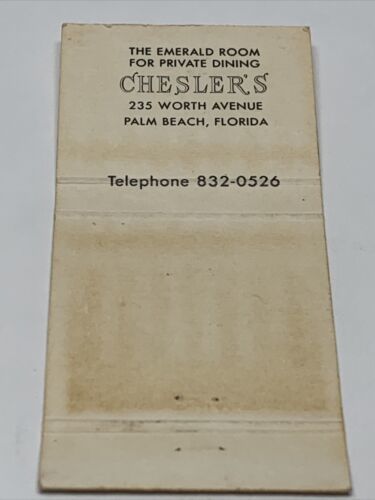 THE EMERALD ROOM
FOR PRIVATE DINING
CHESLER'S
235 WORTH AVENUE
PALM BEACH, FLORIDA
Telephone 832-0526